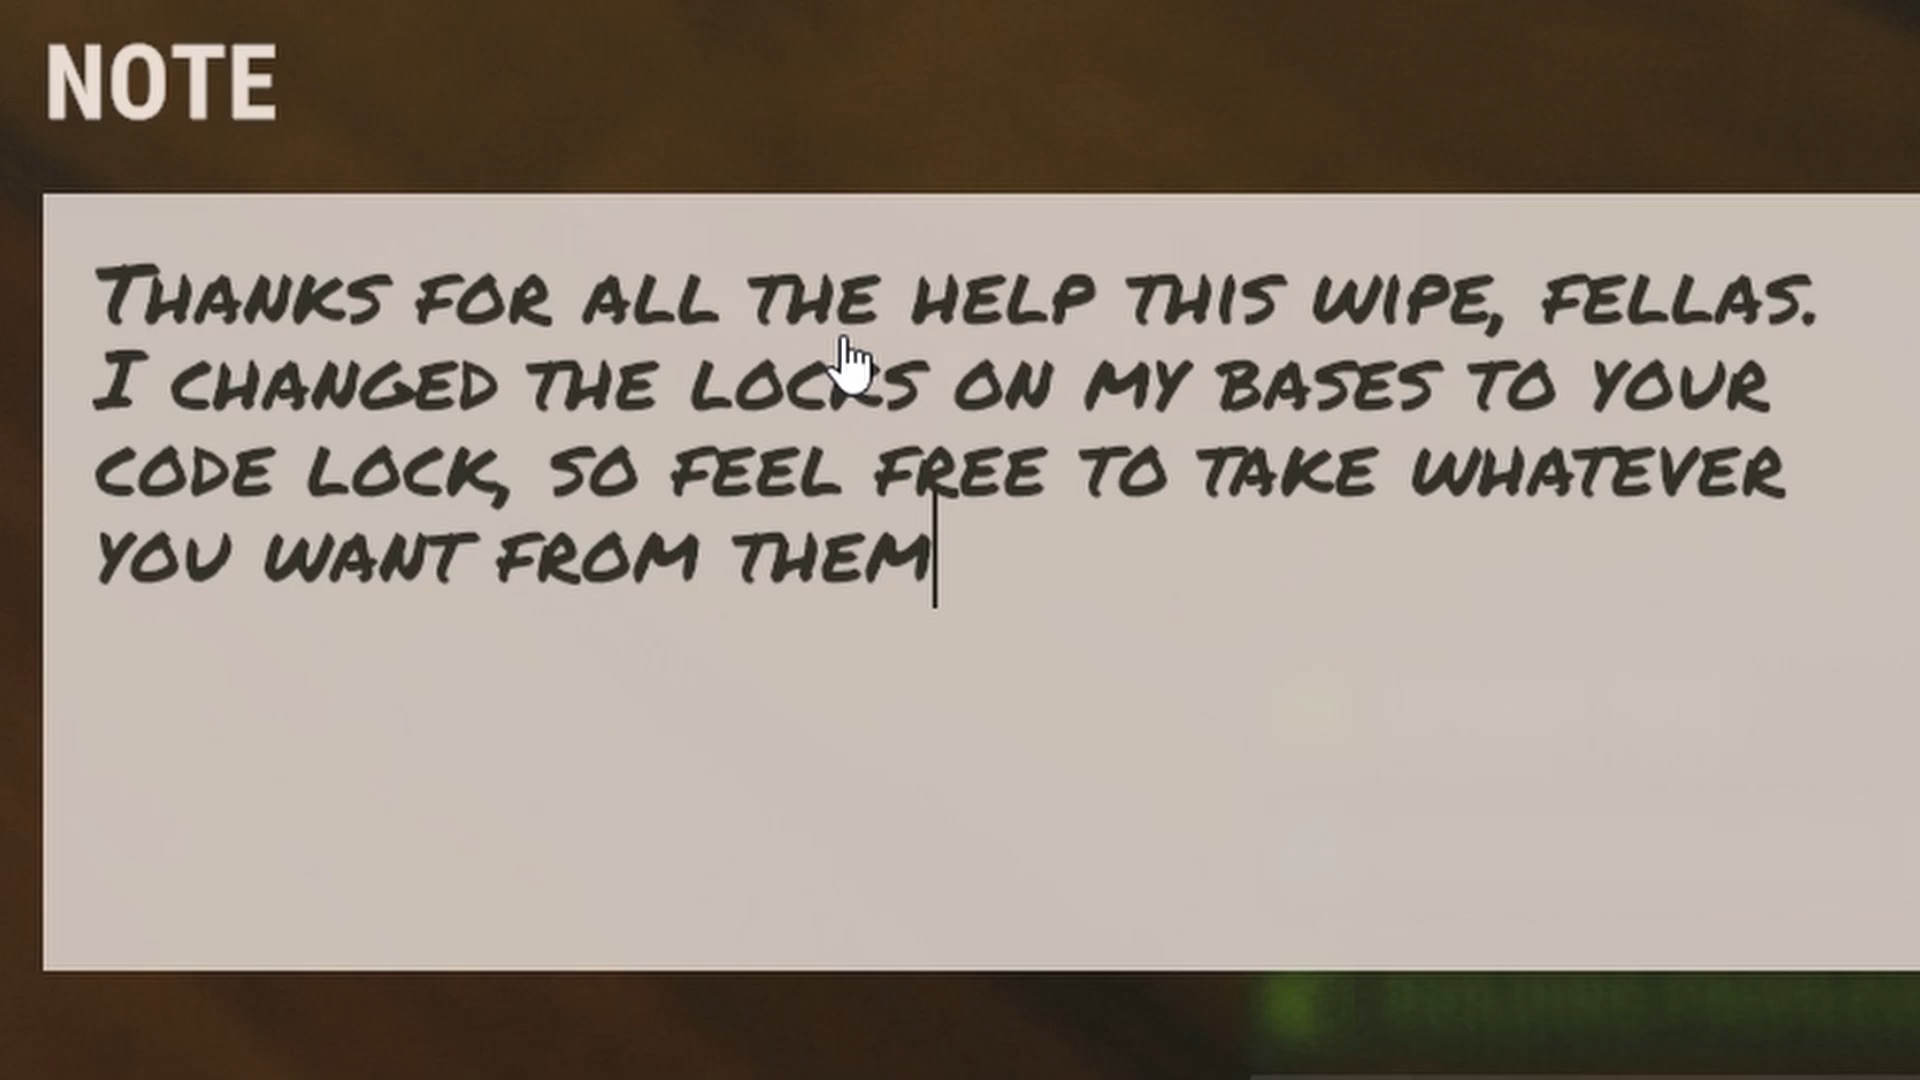 NOTE
THANKS FOR ALL THE HELP THIS WIPE, FELLAS.
I CHANGED THE LOCKS ON MY BASES TO YOUR
CODE LOCK, SO FEEL FREE TO TAKE WHATEVER
YOU WANT FROM THEM